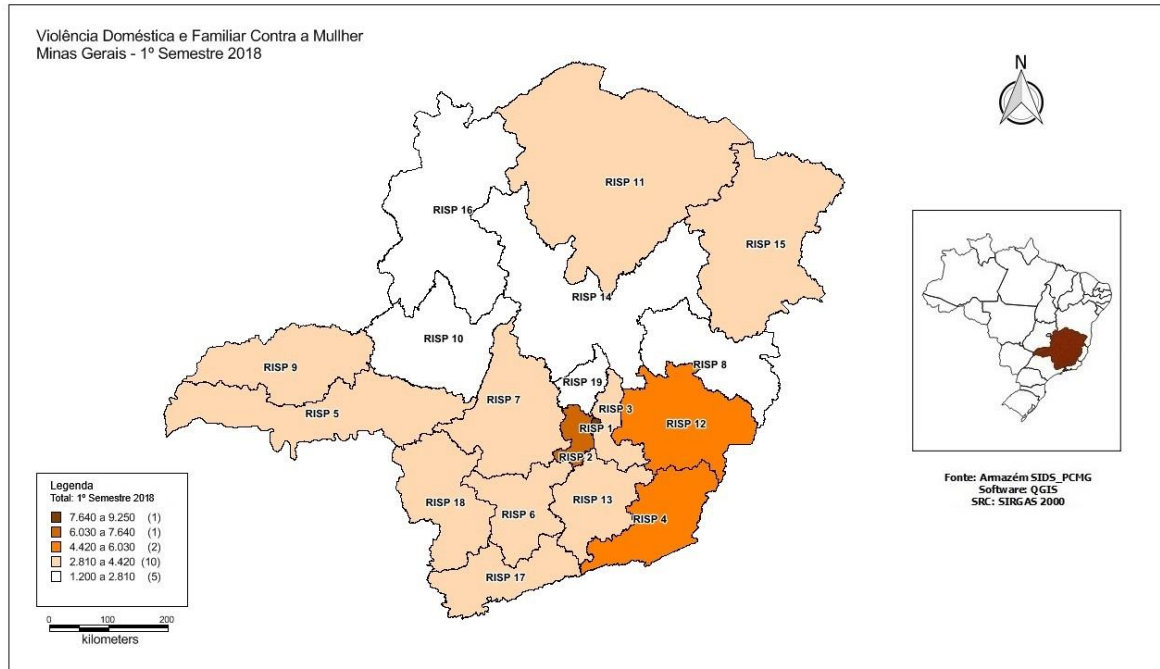 Violência Doméstica e Familiar Contra a Mullher
Minas Gerais - 1º Semestre 2018
N
RISP 11
RISP 16
RISP 15
RISP 14
RISP 10
RISP 8
RISP 9
RISP 19
RISP 7
RISP 3
RISP 5
RISP 12
RISP 1
RISP 2
RISP 18
RISP 13
RISP 6
RISP 4
RISP 17
Fonte: Armazém SIDS_PCMG
Software: QGIS
SRC: SIRGAS 2000
Legenda
Total: 1º Semestre 2018
7.640 a 9.250 (1)
6.030 a 7.640 (1)
4.420 a 6.030 (2)
2.810 a 4.420 (10)
1.200 a 2.810 (5)
0 100 200
kilometers